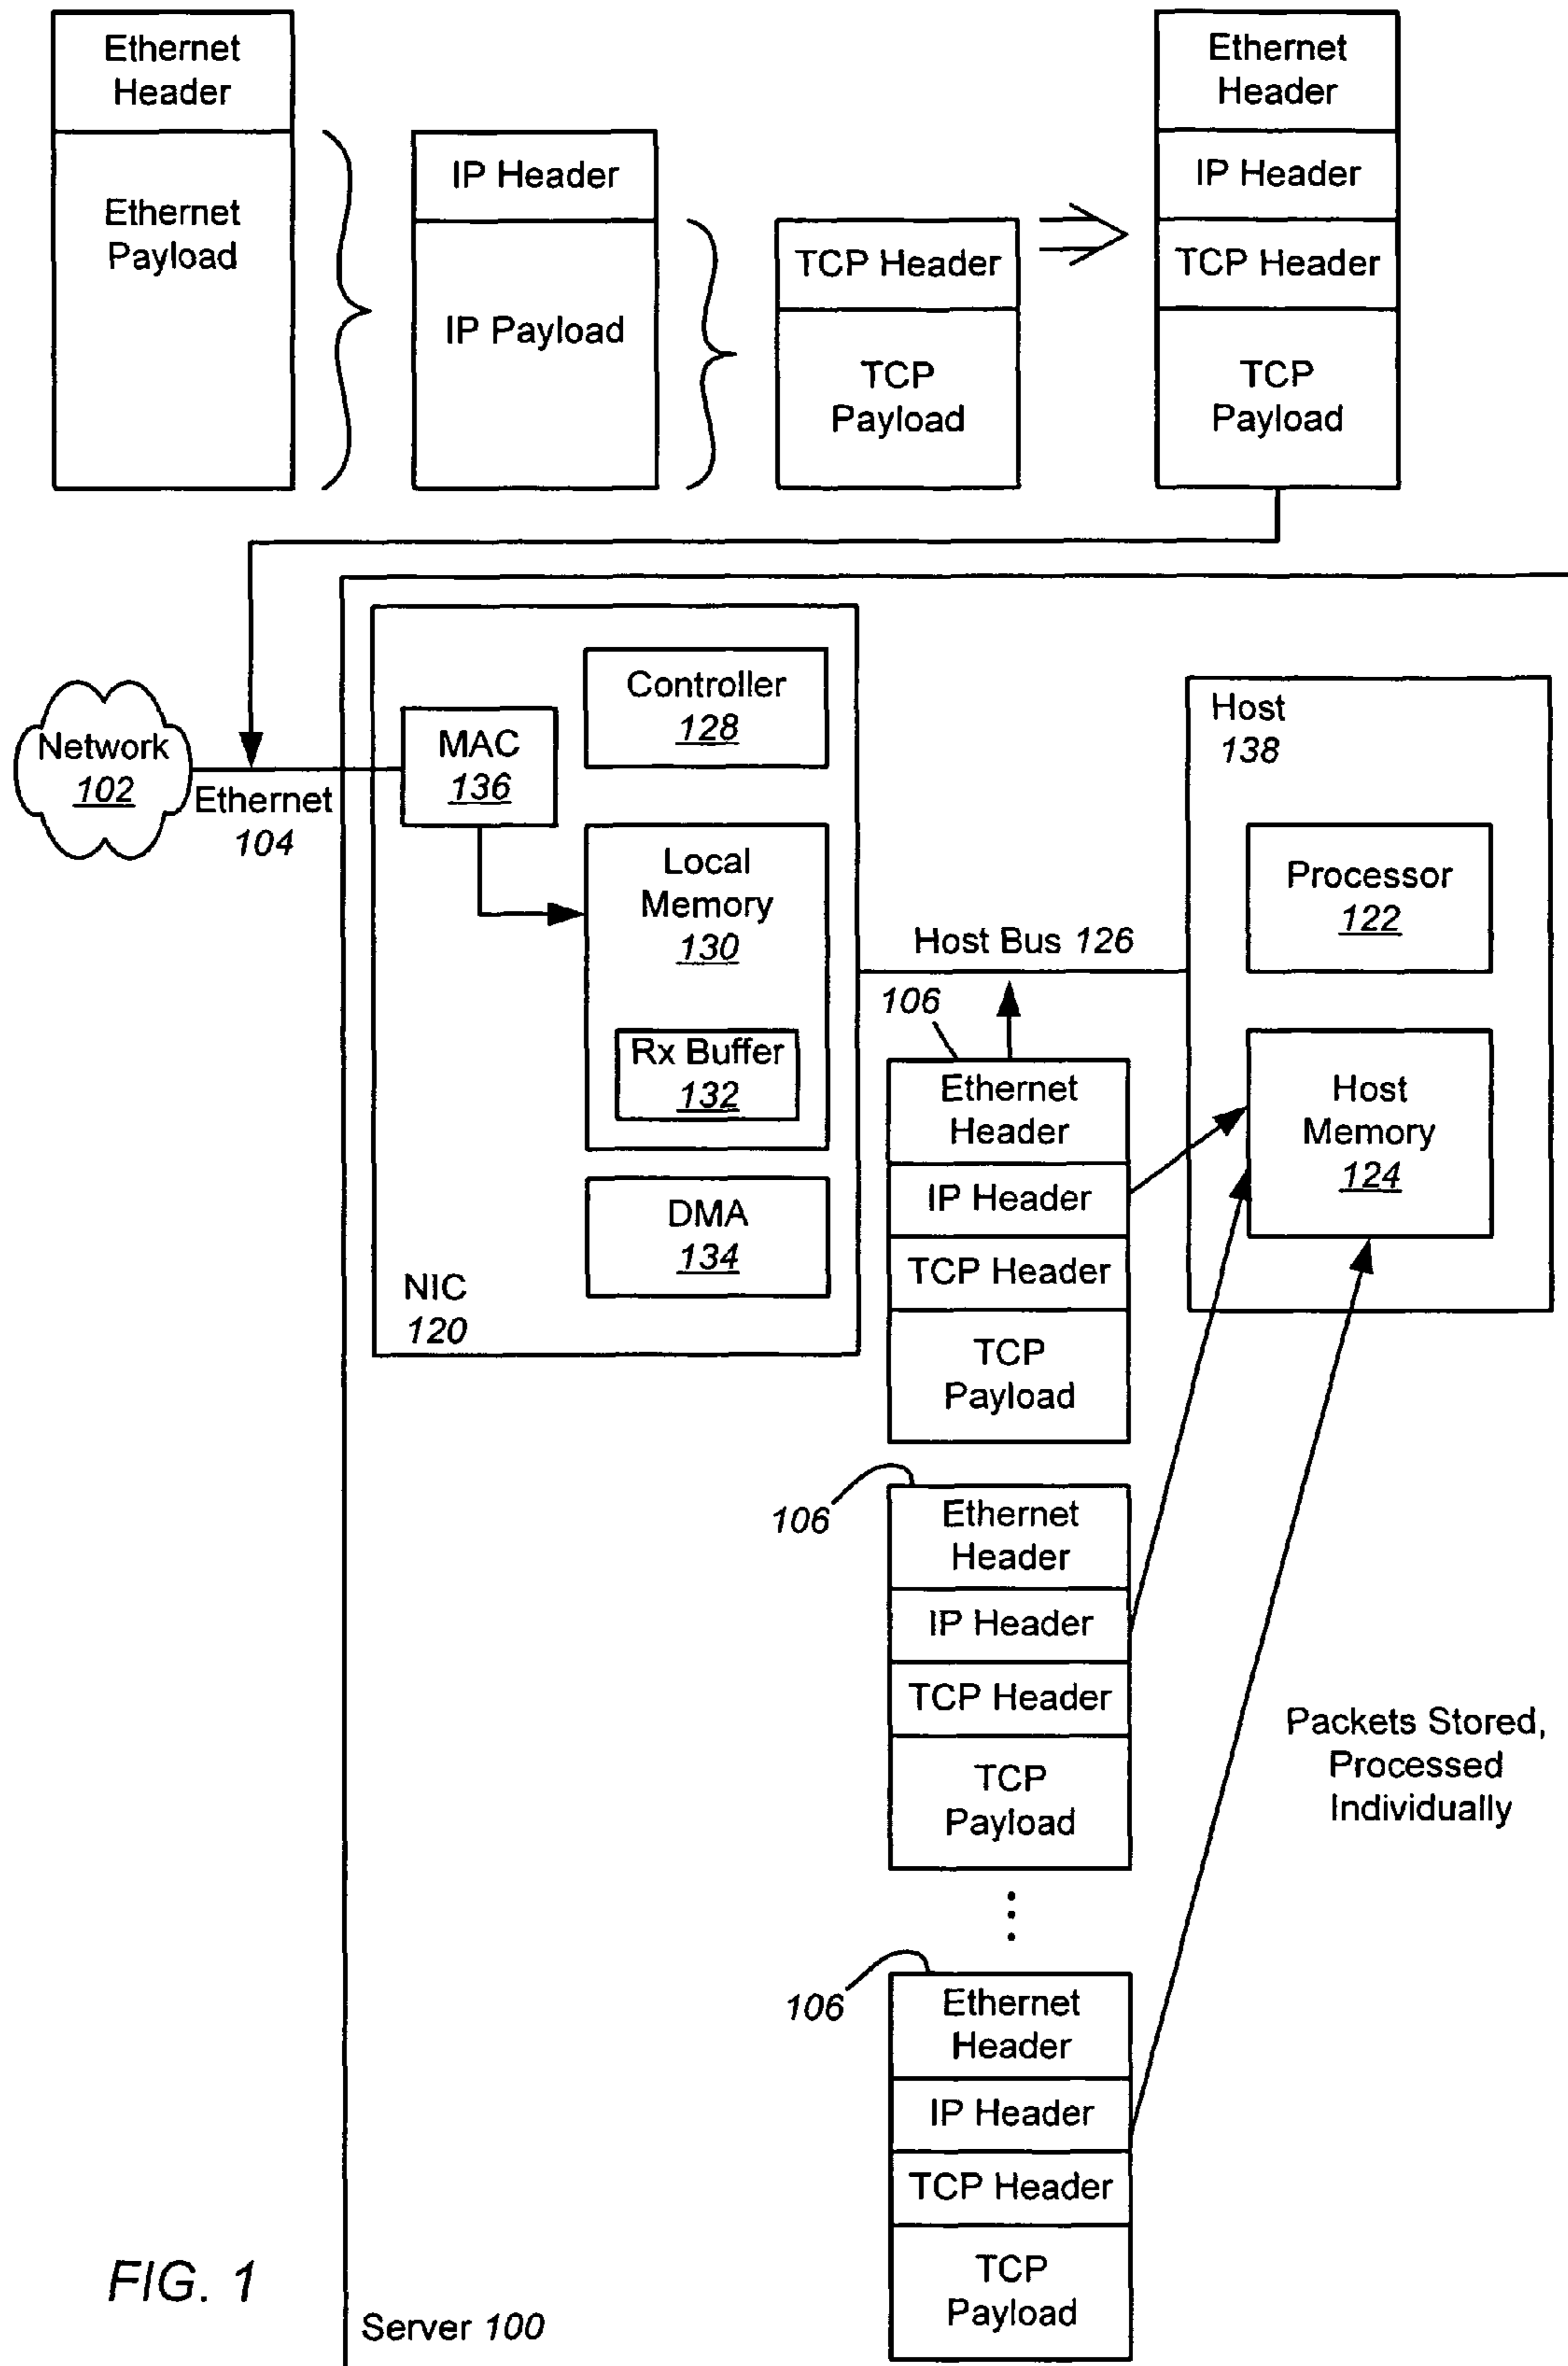 Ethernet
Header
Ethernet
Payload
IP Header
IP Payload
TCP Header
TCP
Payload
Ethernet
Header
IP Header
TCP Header
TCP
Payload
Network
102
Ethernet
104
MAC
136
Controller
128
Local
Memory
130
Rx Buffer
132
DMA
134
NIC
120
Host Bus 126
Host
138
Processor
122
Host
Memory
124
106
Ethernet
Header
IP Header
TCP Header
TCP
Payload
106
Ethernet
Header
IP Header
TCP Header
TCP
Payload
Packets Stored,
Processed
Individually
106
Ethernet
Header
IP Header
TCP Header
TCP
Payload
FIG. 1
Server 100